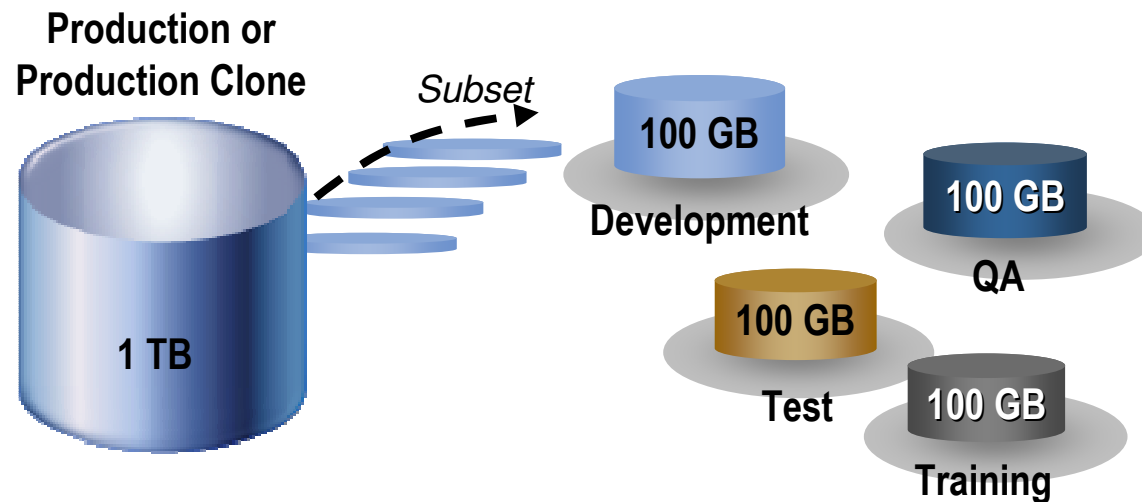 Production or
Production Clone
1 TB
Subset
100 GB
Development
100 GB
QA
100 GB
Test
100 GB
Training